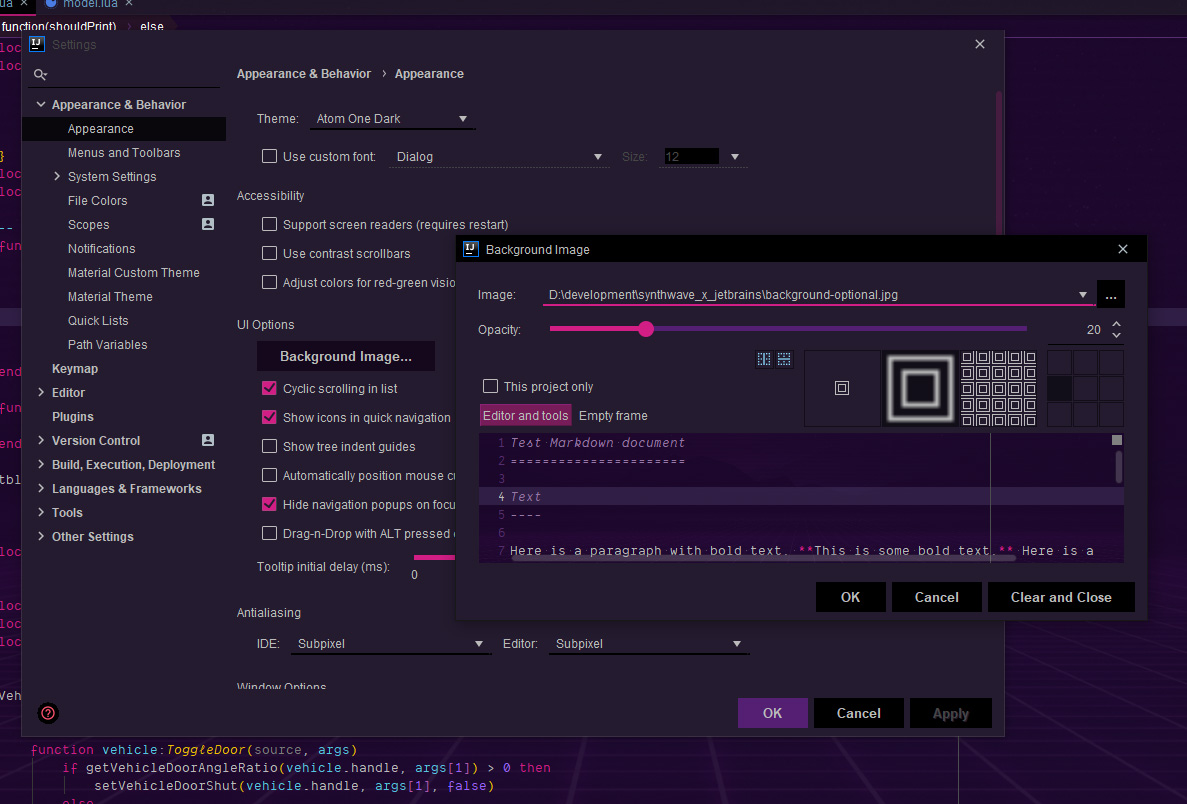 ua ×
model.lua ×
function(shouldPrint) › else
loc
loc
}
loc
loc
--
fun
end
fun
end
tbl
loc
loc
loc
loc
Veh
IJ Settings
Appearance & Behavior
Appearance
Menus and Toolbars
System Settings
File Colors
Scopes
Notifications
Material Custom Theme
Material Theme
Quick Lists
Path Variables
Keymap
Editor
Plugins
Version Control
Build, Execution, Deployment
Languages & Frameworks
Tools
Other Settings
?
Appearance & Behavior › Appearance
Theme: Atom One Dark
Use custom font: Dialog Size: 12
Accessibility
Support screen readers (requires restart)
Use contrast scrollbars
Adjust colors for red-green visio
UI Options
Background Image...
Cyclic scrolling in list
Show icons in quick navigation
Show tree indent guides
Automatically position mouse cu
Hide navigation popups on focu
Drag-n-Drop with ALT pressed
Tooltip initial delay (ms):
0
Antialiasing
IDE: Subpixel Editor: Subpixel
Window Options
OK Cancel Apply
IJ Background Image
Image: D:\development\synthwave_x_jetbrains\background-optional.jpg ...
Opacity: 20
This project only
Editor and tools Empty frame
1 Test Markdown document
2 ======================
3
4 Text
5 ----
6
7 Here is a paragraph with bold text. **This is some bold text.** Here is a
OK Cancel Clear and Close
function vehicle:ToggleDoor(source, args)
if getVehicleDoorAngleRatio(vehicle.handle, args[1]) > 0 then
setVehicleDoorShut(vehicle.handle, args[1], false)
else